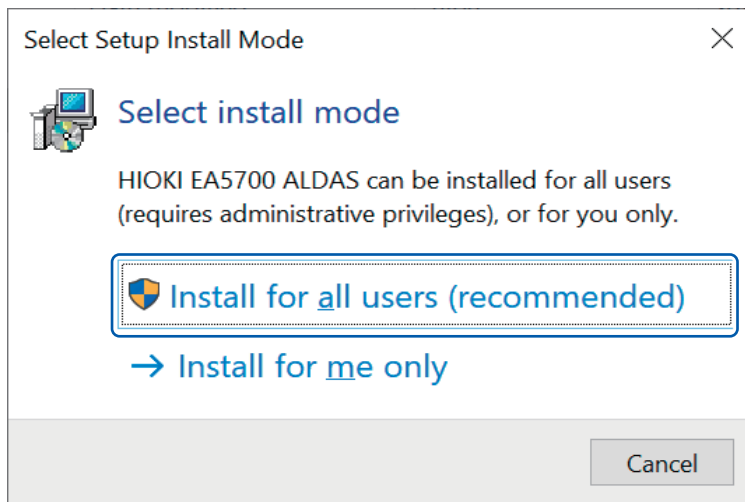 Select Setup Install Mode
Select install mode
HIOKI EA5700 ALDAS can be installed for all users
(requires administrative privileges), or for you only.
Install for all users (recommended)
→ Install for me only
Cancel